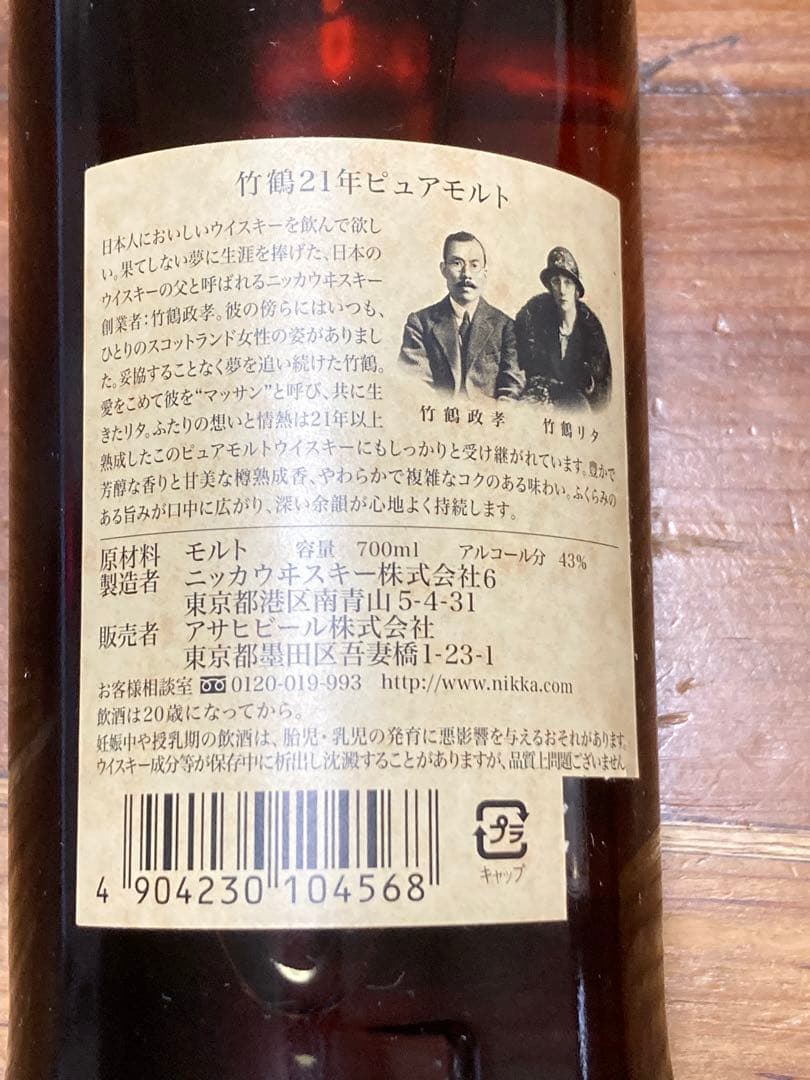 竹鶴21年ピュアモルト
日本人においしいウイスキーを飲んで欲し
い。果てしない夢に生涯を捧げた、日本の
ウイスキーの父と呼ばれるニッカウヰスキー
創業者：竹鶴政孝。彼の傍らにはいつも、
ひとりのスコットランド女性の姿がありまし
た。妥協することなく夢を追い続けた竹鶴。
愛をこめて彼を“マッサン”と呼び、共に生
きたリタ。ふたりの想いと情熱は21年以上
熟成したこのピュアモルトウイスキーにもしっかりと受け継がれています。豊かで
芳醇な香りと甘美な樽熟成香、やわらかで複雑なコクのある味わい。ふくらみの
ある旨みが口中に広がり、深い余韻が心地よく持続します。
竹鶴政孝
竹鶴リタ
原材料 モルト 容量 700ml アルコール分 43%
製造者 ニッカウヰスキー株式会社6
東京都港区南青山5-4-31
販売者 アサヒビール株式会社
東京都墨田区吾妻橋1-23-1
お客様相談室 0120-019-993 http://www.nikka.com
飲酒は20歳になってから。
妊娠中や授乳期の飲酒は、胎児・乳児の発育に悪影響を与えるおそれがあります。
ウイスキー成分等が保存中に析出し沈澱することがありますが、品質上問題ございません
4 904230 104568
プラ
キャップ